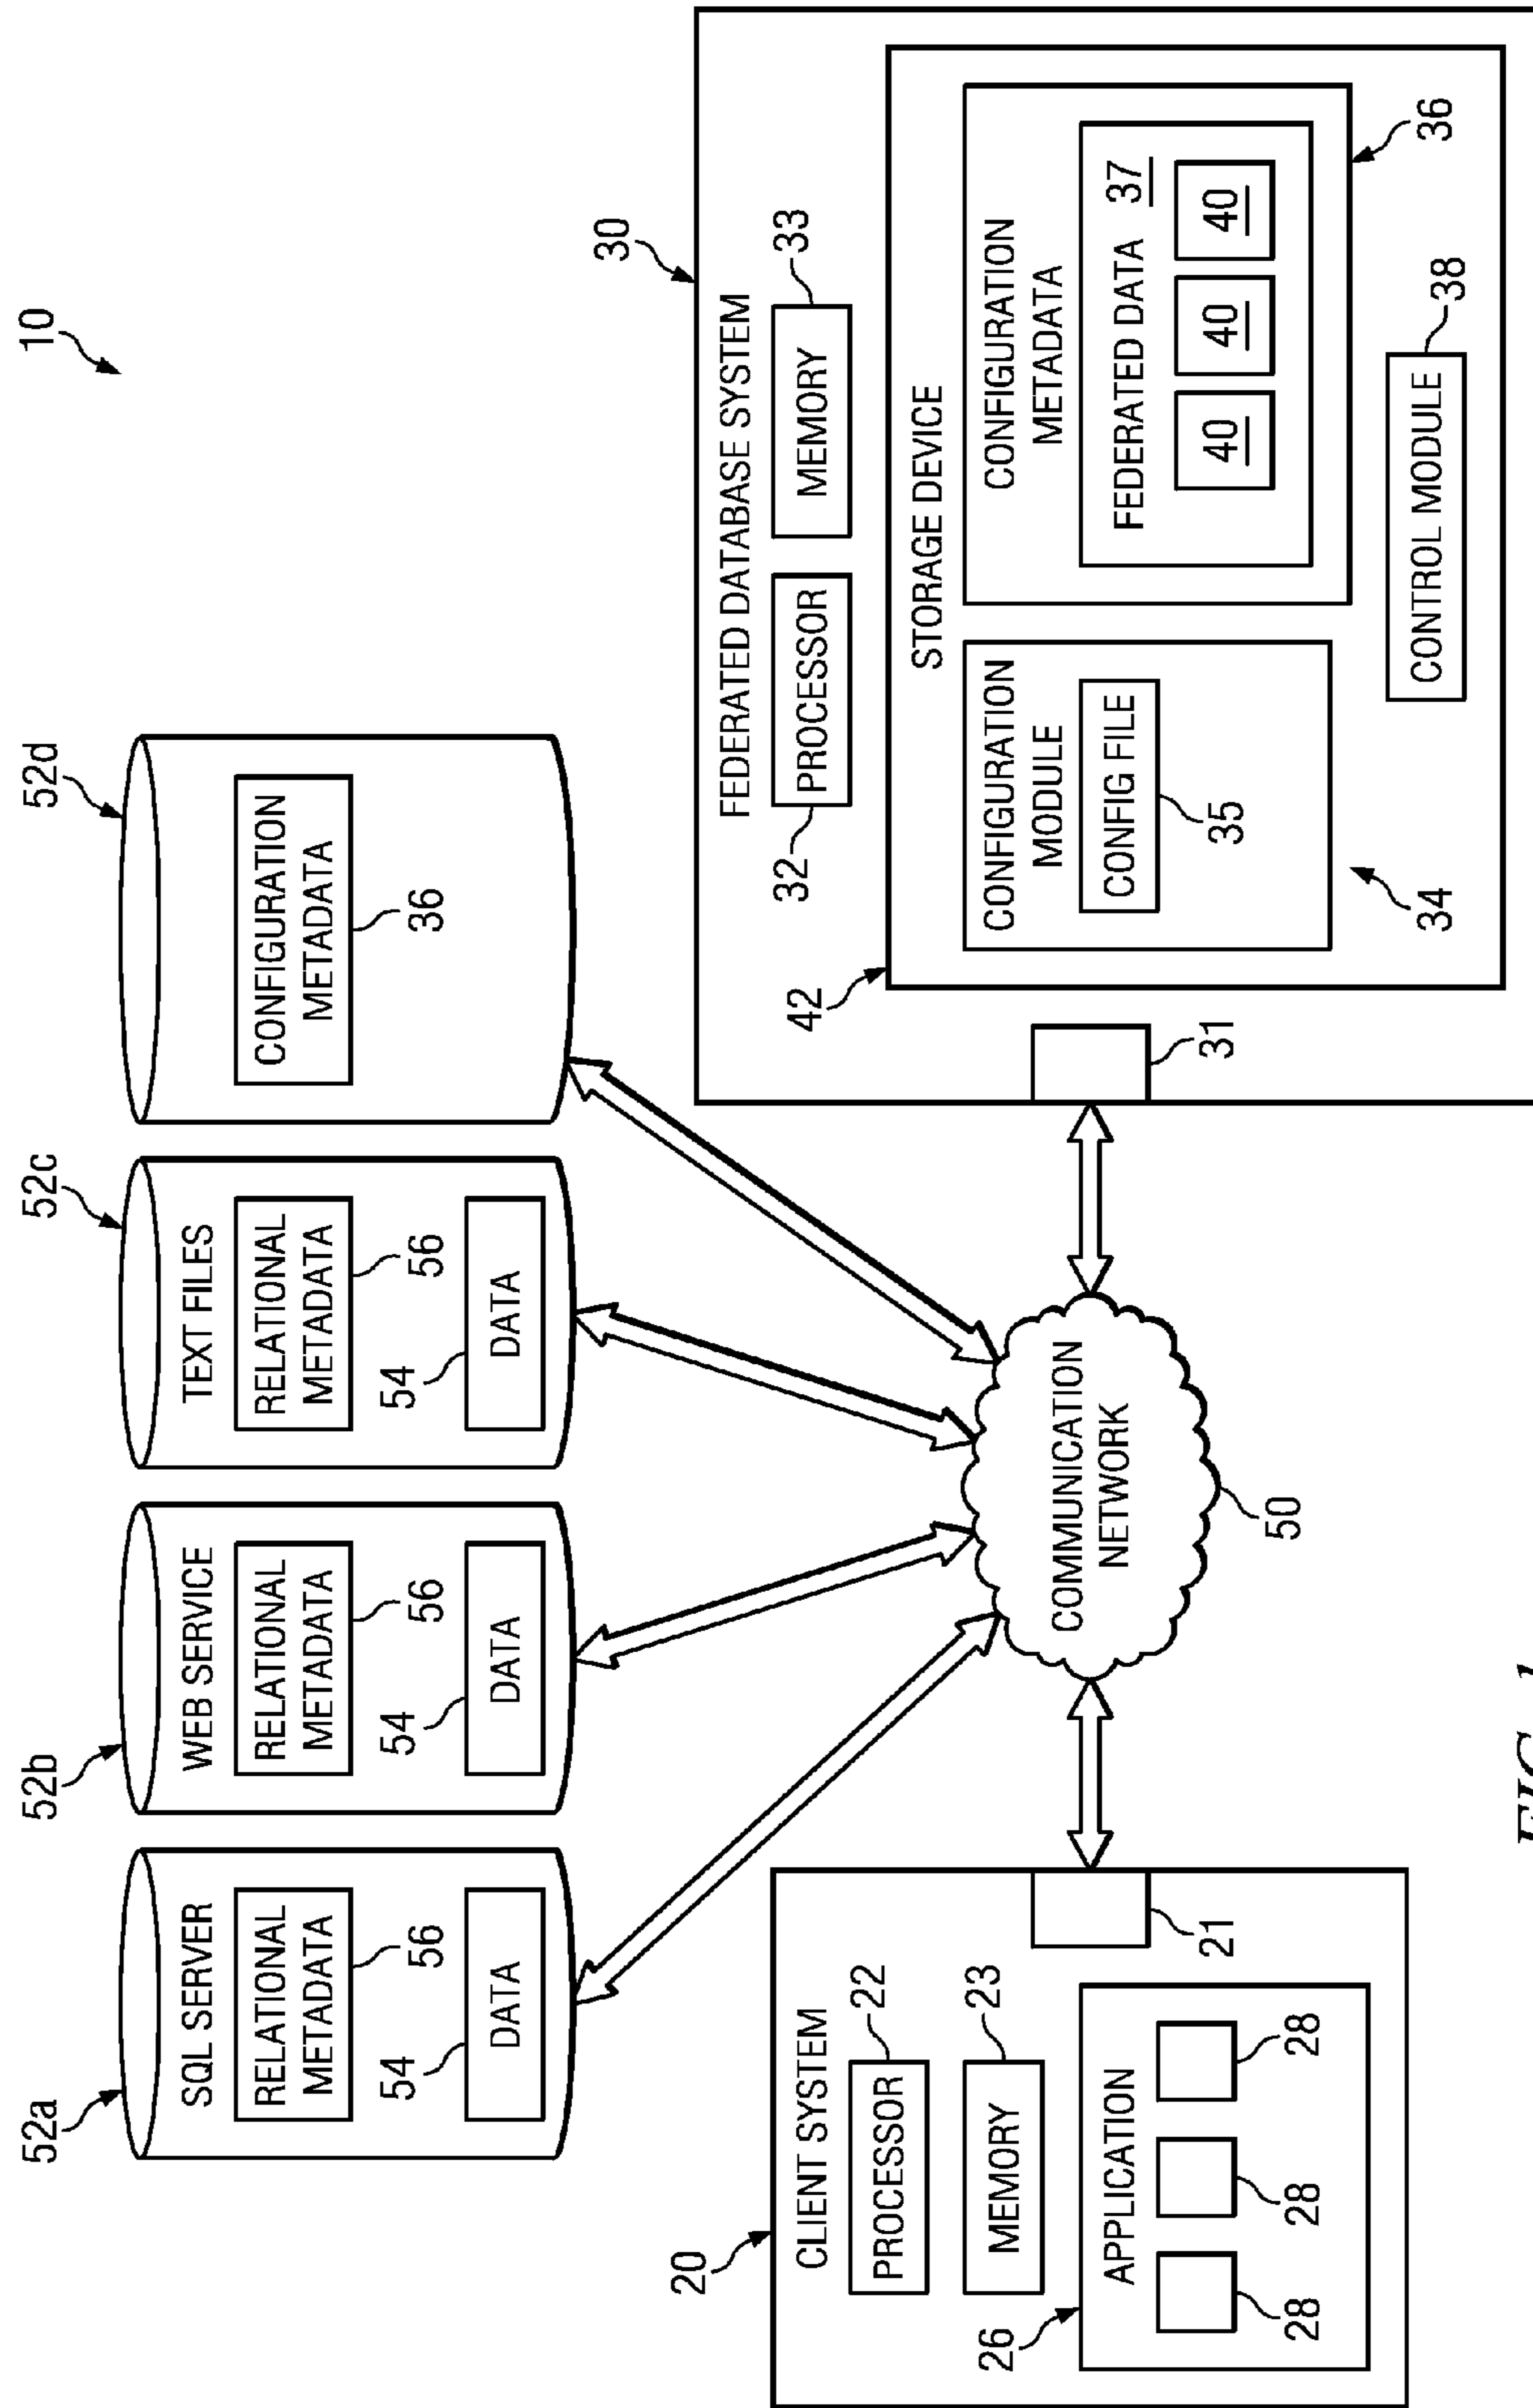 10
52a
52b
52c
52d
SQL SERVER
RELATIONAL
METADATA
56
54
DATA
WEB SERVICE
RELATIONAL
METADATA
56
54
DATA
TEXT FILES
RELATIONAL
METADATA
56
54
DATA
CONFIGURATION
METADATA
36
20
CLIENT SYSTEM
PROCESSOR
22
MEMORY
23
26
APPLICATION
28
28
28
21
COMMUNICATION
NETWORK
50
30
FEDERATED DATABASE SYSTEM
32
PROCESSOR
MEMORY
33
42
STORAGE DEVICE
31
CONFIGURATION
MODULE
CONFIG FILE
35
34
CONFIGURATION
METADATA
FEDERATED DATA 37
40
40
40
36
CONTROL MODULE
38